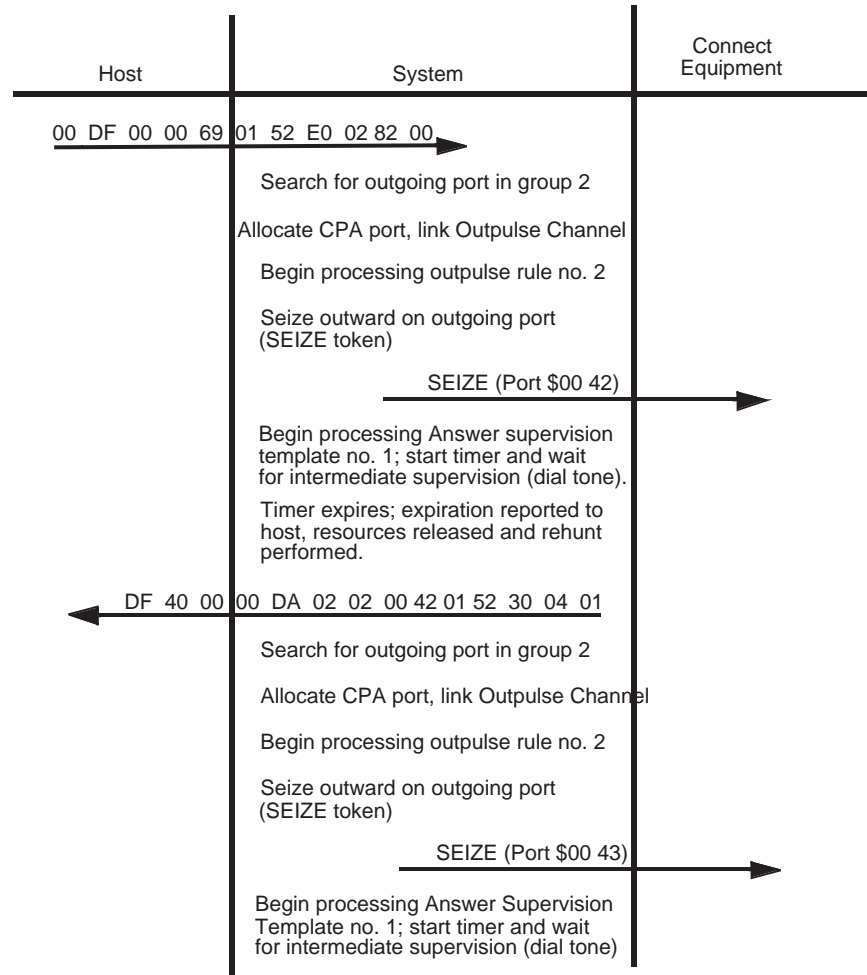 Host
System
Connect
Equipment
00 DF 00 00 69 01 52 E0 02 82 00
Search for outgoing port in group 2
Allocate CPA port, link Outpulse Channel
Begin processing outpulse rule no. 2
Seize outward on outgoing port
(SEIZE token)
SEIZE (Port $00 42)
Begin processing Answer supervision
template no. 1; start timer and wait
for intermediate supervision (dial tone).
Timer expires; expiration reported to
host, resources released and rehunt
performed.
DF 40 00 00 DA 02 02 00 42 01 52 30 04 01
Search for outgoing port in group 2
Allocate CPA port, link Outpulse Channel
Begin processing outpulse rule no. 2
Seize outward on outgoing port
(SEIZE token)
SEIZE (Port $00 43)
Begin processing Answer Supervision
Template no. 1; start timer and wait
for intermediate supervision (dial tone)